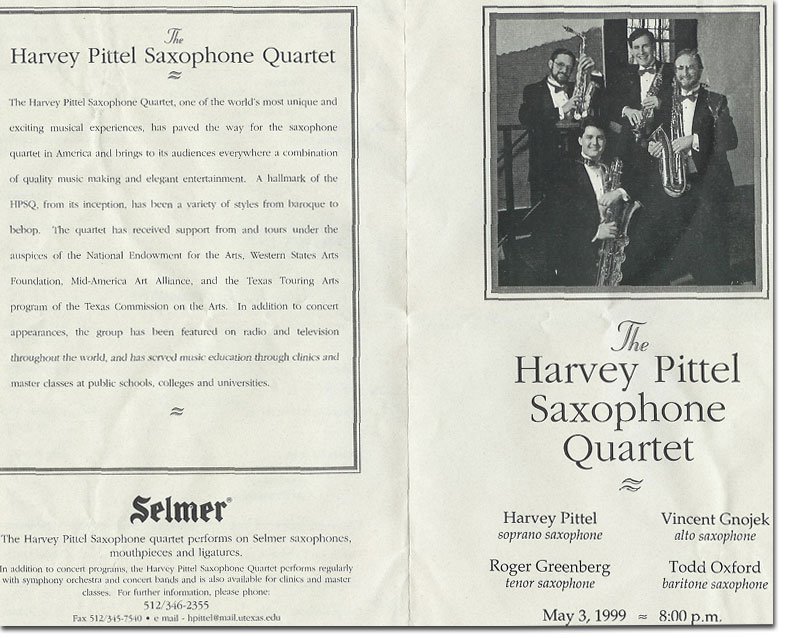 The
Harvey Pittel Saxophone Quartet
The Harvey Pittel Saxophone Quartet, one of the world's most unique and
exciting musical experiences, has paved the way for the saxophone
quartet in America and brings to its audiences everywhere a combination
of quality music making and elegant entertainment. A hallmark of the
HPSQ, from its inception, has been a variety of styles from baroque to
bebop. The quartet has received support from and tours under the
auspices of the National Endowment for the Arts, Western States Arts
Foundation, Mid-America Art Alliance, and the Texas Touring Arts
program of the Texas Commission on the Arts. In addition to concert
appearances, the group has been featured on radio and television
throughout the world, and has served music education through clinics and
master classes at public schools, colleges and universities.
Selmer®
The Harvey Pittel Saxophone quartet performs on Selmer saxophones,
mouthpieces and ligatures.
In addition to concert programs, the Harvey Pittel Saxophone Quartet performs regularly
with symphony orchestra and concert bands and is also available for clinics and master
classes. For further information, please phone:
512/346-2355
Fax 512/345-7540 • e mail - hpittel@mail.utexas.edu
The
Harvey Pittel
Saxophone
Quartet
Harvey Pittel
soprano saxophone
Vincent Gnojek
alto saxophone
Roger Greenberg
tenor saxophone
Todd Oxford
baritone saxophone
May 3, 1999 ≈ 8:00 p.m.